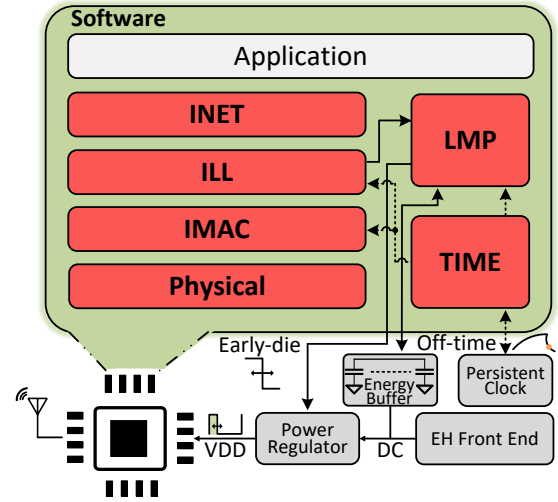 Software
Application
INET
ILL
LMP
IMAC
TIME
Physical
Early-die
Off-time
Energy
Buffer
Persistent
Clock
VDD
Power
Regulator
DC
EH Front End